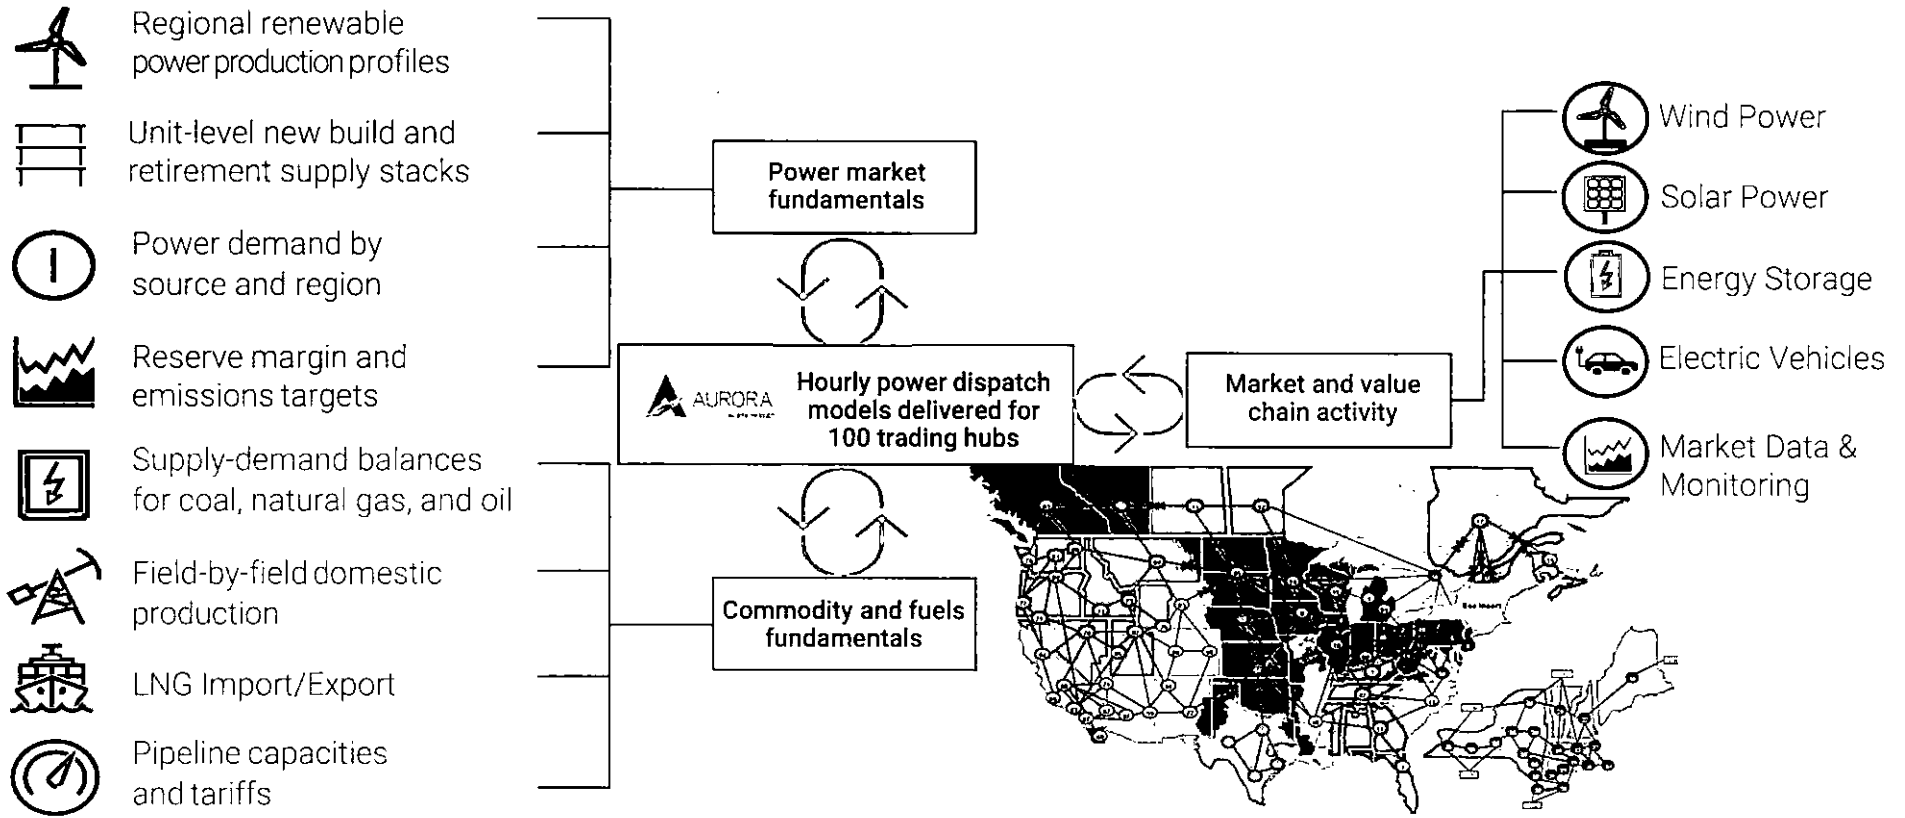 Regional renewable
power production profiles
Unit-level new build and
retirement supply stacks
Power demand by
source and region
Reserve margin and
emissions targets
Supply-demand balances
for coal, natural gas, and oil
Field-by-field domestic
production
LNG Import/Export
Pipeline capacities
and tariffs
Power market
fundamentals
AURORA
Hourly power dispatch
models delivered for
100 trading hubs
Commodity and fuels
fundamentals
Market and value
chain activity
Wind Power
Solar Power
Energy Storage
Electric Vehicles
Market Data &
Monitoring